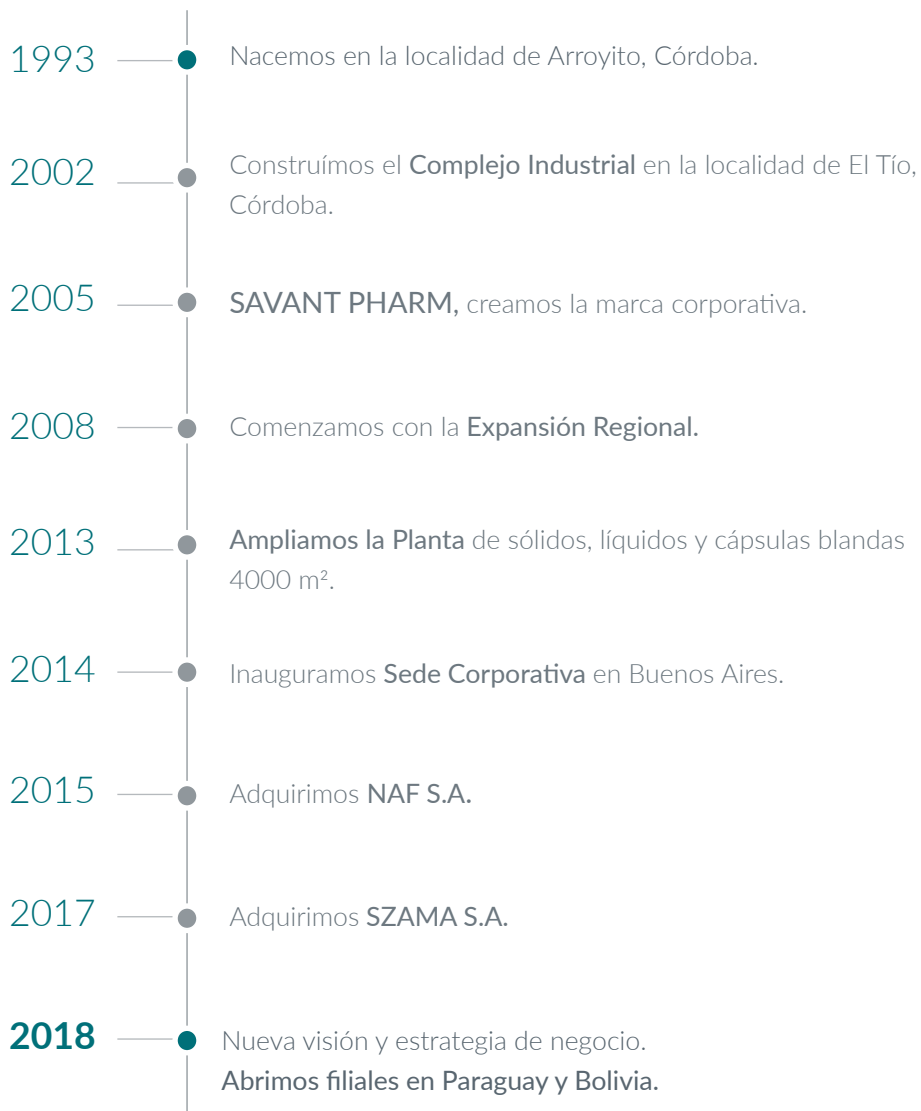 1993
Nacemos en la localidad de Arroyito, Córdoba.
2002
Construímos el Complejo Industrial en la localidad de El Tío,
Córdoba.
2005
SAVANT PHARM, creamos la marca corporativa.
2008
Comenzamos con la Expansión Regional.
2013
Ampliamos la Planta de sólidos, líquidos y cápsulas blandas
4000 m².
2014
Inauguramos Sede Corporativa en Buenos Aires.
2015
Adquirimos NAF S.A.
2017
Adquirimos SZAMA S.A.
2018
Nueva visión y estrategia de negocio.
Abrimos filiales en Paraguay y Bolivia.